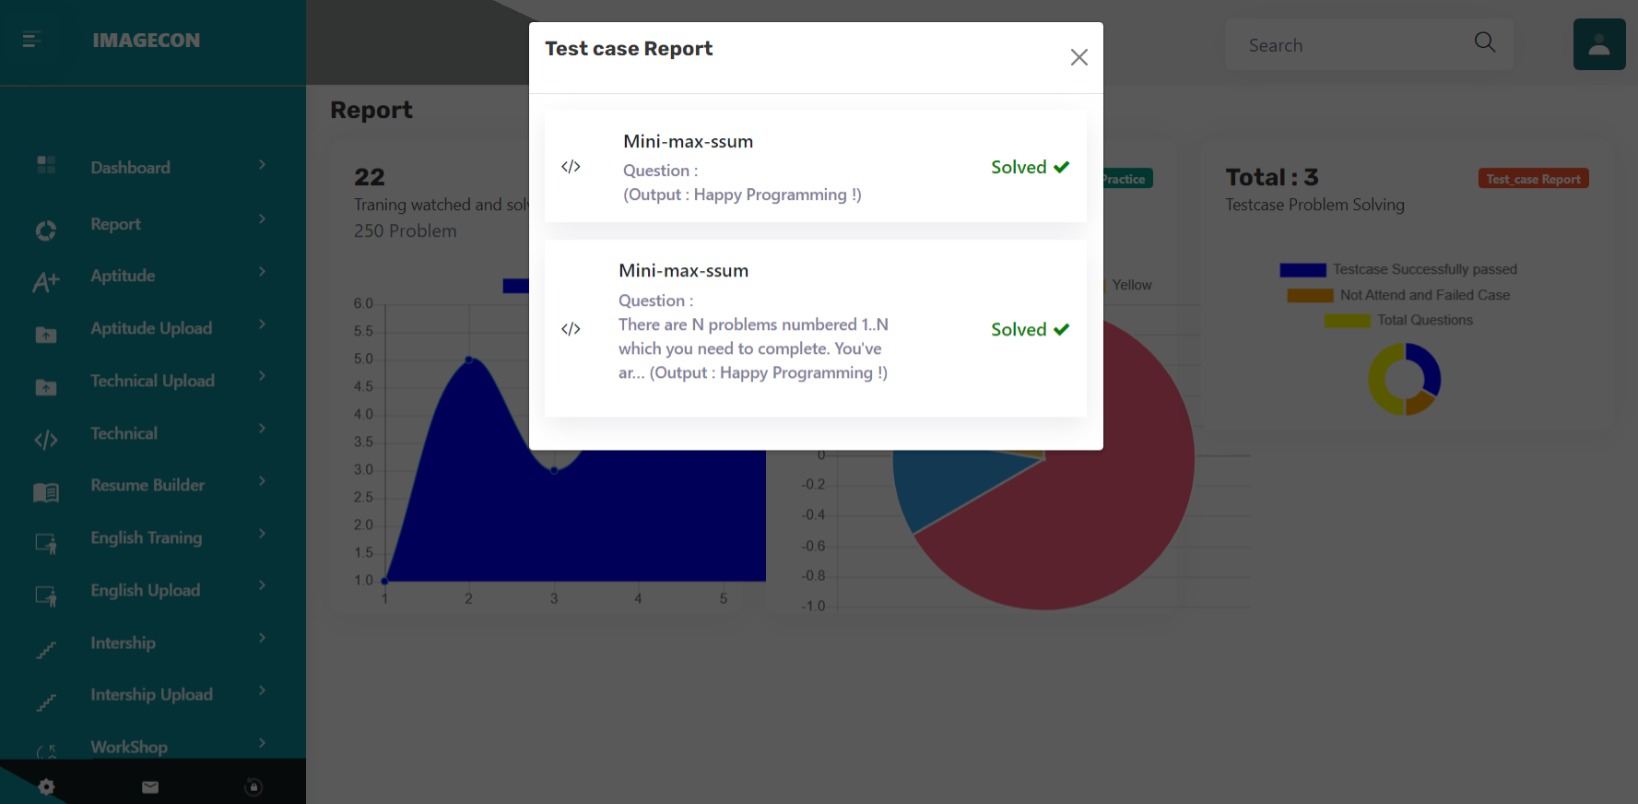 IMAGECON
Dashboard
Report
Aptitude
Aptitude Upload
Technical Upload
Technical
Resume Builder
English Traning
English Upload
Intership
Intership Upload
WorkShop
Search
Report
22
Traning watched and
250 Problem
6.0
5.5
5.0
4.5
4.0
3.5
3.0
2.5
2.0
1.5
1.0
1 2 3 4 5
Test case Report
Mini-max-ssum
Question :
(Output : Happy Programming !)
Solved
Mini-max-ssum
Question :
There are N problems numbered 1..N
which you need to complete. You've
ar... (Output : Happy Programming !)
Solved
Practice
Yellow
0
-0.2
-0.4
-0.6
-0.8
-1.0
Total : 3
Test_case Report
Testcase Problem Solving
Testcase Successfully passed
Not Attend and Failed Case
Total Questions